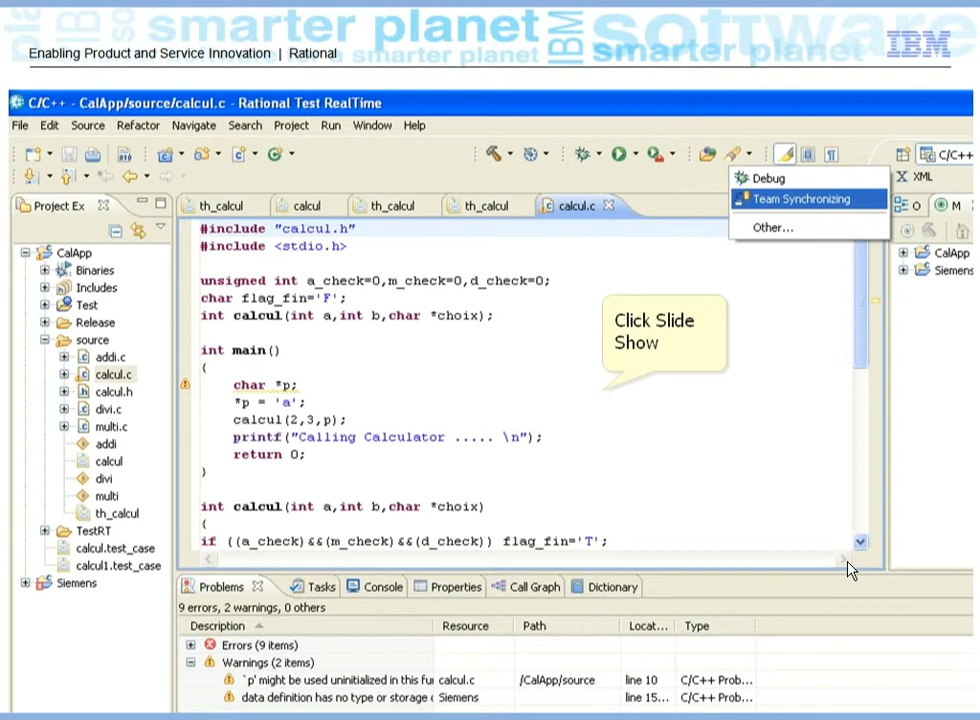 smarter planet
software
IBM
smarter planet
Enabling Product and Service Innovation | Rational
IBM
C/C++ - CalApp/source/calcul.c - Rational Test RealTime
File Edit Source Refactor Navigate Search Project Run Window Help
C/C++
Debug
XML
Team Synchronizing
Other...
Project Ex
th_calcul calcul th_calcul th_calcul calcul.c
O M
CalApp
Binaries
Includes
Test
Release
source
addi.c
calcul.c
calcul.h
divi.c
multi.c
addi
calcul
divi
multi
th_calcul
TestRT
calcul.test_case
calcul1.test_case
Siemens
#include "calcul.h"
#include <stdio.h>
unsigned int a_check=0,m_check=0,d_check=0;
char flag_fin='F';
int calcul(int a,int b,char *choix);
int main()
{
char *p;
*p = 'a';
calcul(2,3,p);
printf("Calling Calculator ..... \n");
return 0;
}
int calcul(int a,int b,char *choix)
{
if ((a_check)&&(m_check)&&(d_check)) flag_fin='T';
Click Slide
Show
CalApp
Siemens
Problems Tasks Console Properties Call Graph Dictionary
9 errors, 2 warnings, 0 others
Description Resource Path Locat... Type
Errors (9 items)
Warnings (2 items)
`p' might be used uninitialized in this fur calcul.c /CalApp/source line 10 C/C++ Prob...
data definition has no type or storage c Siemens line 15... C/C++ Prob...